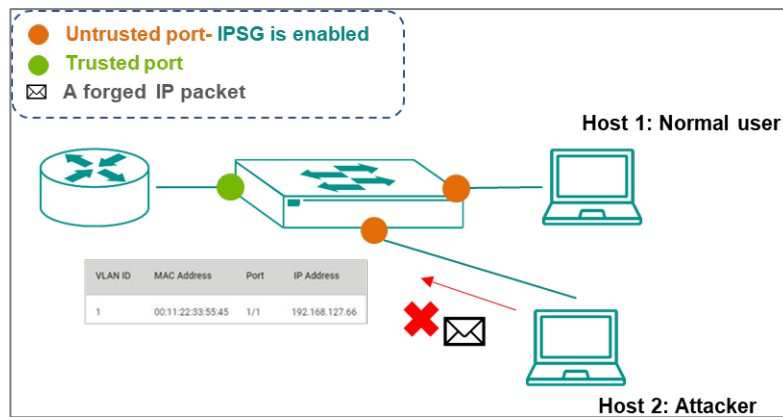 Untrusted port- IPSG is enabled
Trusted port
A forged IP packet
Host 1: Normal user
VLAN ID MAC Address Port IP Address
1 00:11:22:33:55:45 1/1 192.168.127.66
Host 2: Attacker